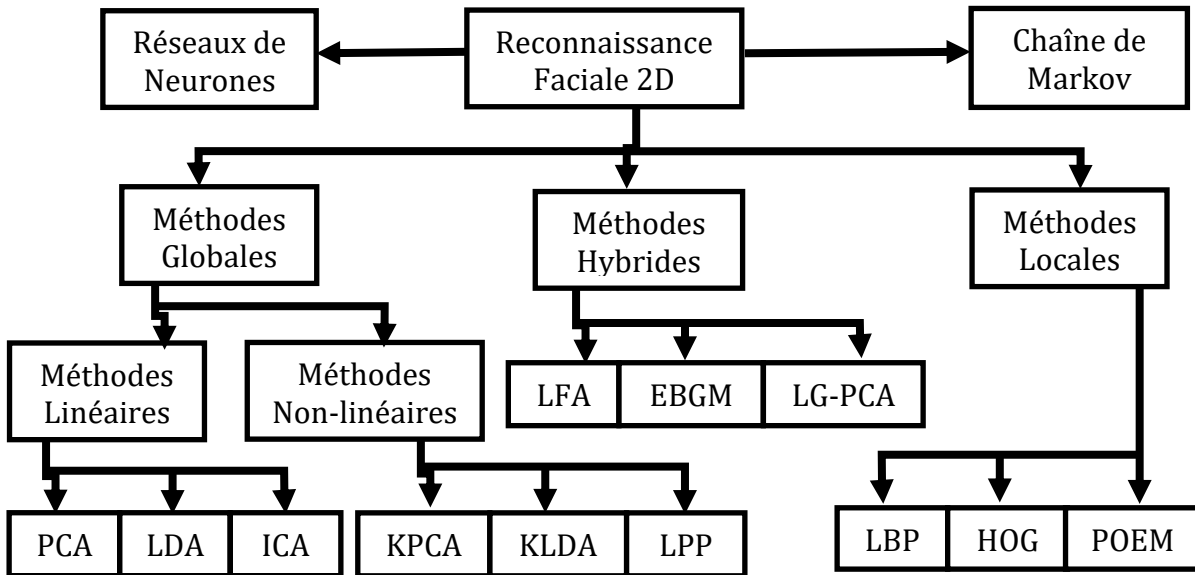 Réseaux de
Neurones
Reconnaissance
Faciale 2D
Chaîne de
Markov
Méthodes
Globales
Méthodes
Hybrides
Méthodes
Locales
Méthodes
Linéaires
Méthodes
Non-linéaires
LFA
EBGM
LG-PCA
PCA
LDA
ICA
KPCA
KLDA
LPP
LBP
HOG
POEM